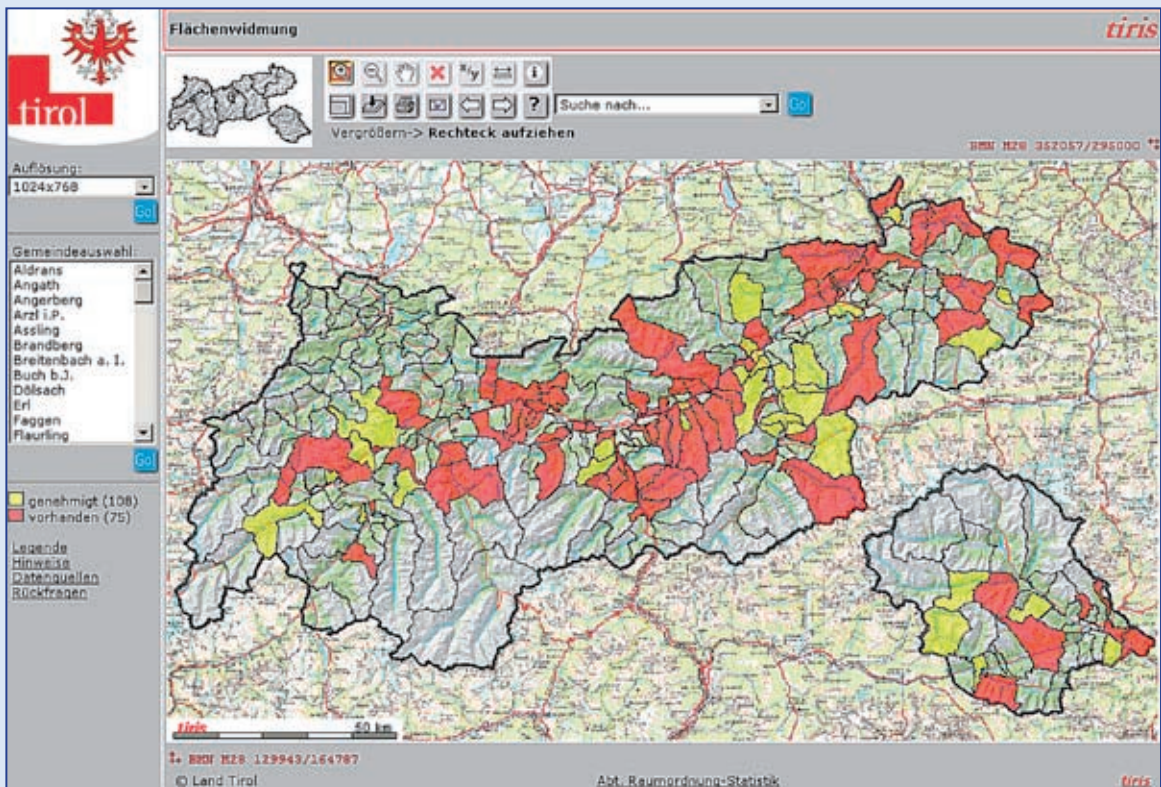 tirol
Flächenwidmung
tiris
x/y
i
?
Suche nach...
Go!
Vergrößern-> Rechteck aufziehen
BMN M28 352057/295000
Auflösung:
1024x768
Go!
Gemeindeauswahl:
Aldrans
Angath
Angerberg
Arzl i.P.
Assling
Brandberg
Breitenbach a. I.
Buch b.J.
Dölsach
Erl
Faggen
Flaurling
Go!
genehmigt (108)
vorhanden (75)
Legende
Hinweise
Datenquellen
Rückfragen
tiris
50 km
BMN M28 129943/164787
© Land Tirol
Abt. Raumordnung-Statistik
tiris